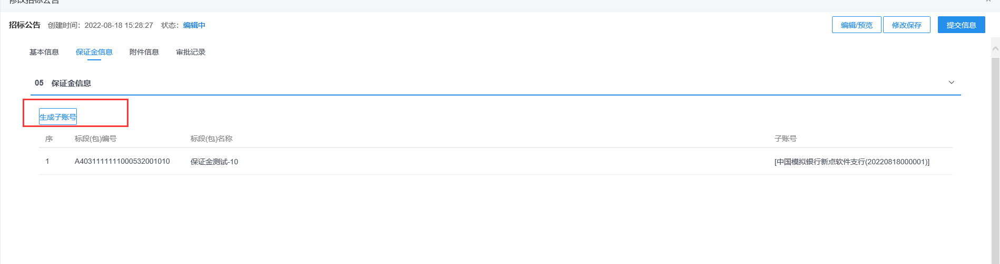 修改招标公告
招标公告 创建时间：2022-08-18 15:28:27 状态：编辑中 编辑/预览 修改保存 提交信息
基本信息 保证金信息 附件信息 审批记录
05 保证金信息
生成子账号
序 标段(包)编号 标段(包)名称 子账号
1 A4031111111000532001010 保证金测试-10 [中国模拟银行新点软件支行(20220818000001)]